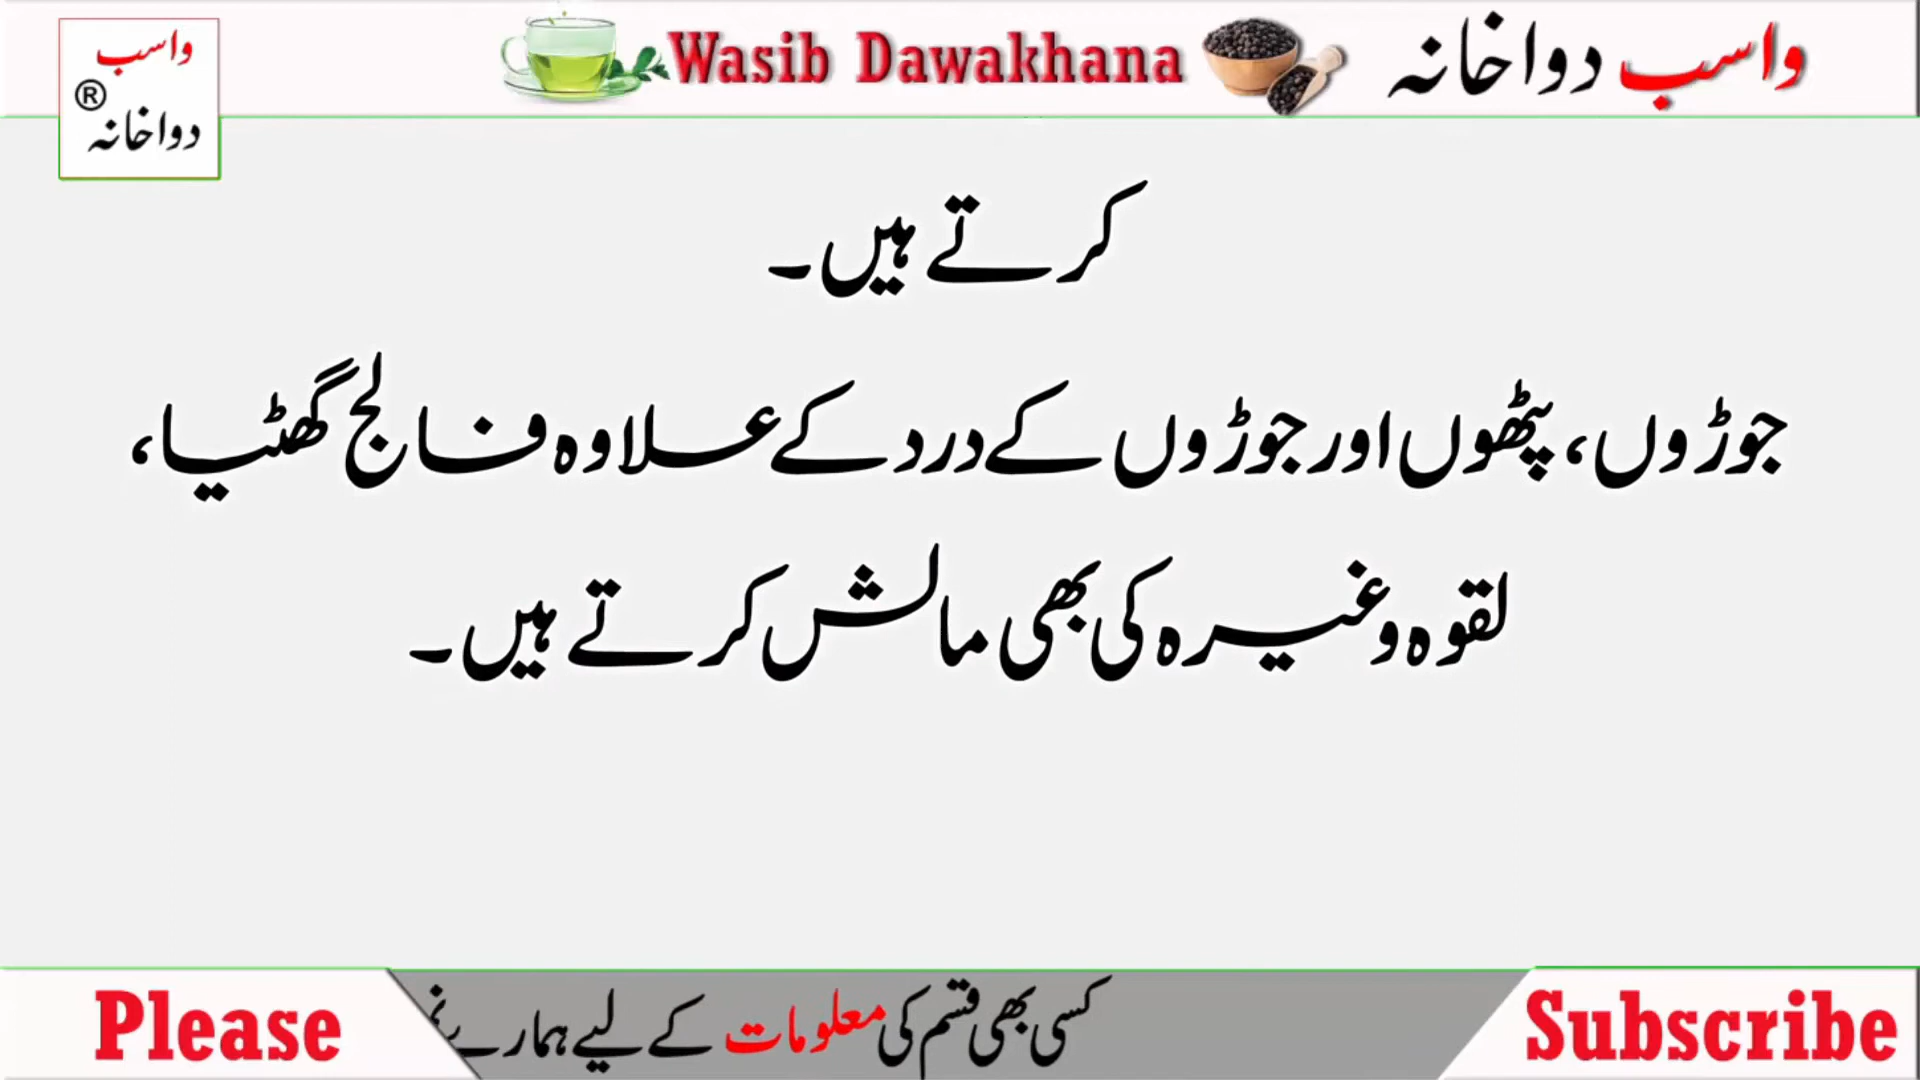 واسب
®
دواخانہ
Wasib Dawakhana
واسب دواخانہ
کرتے ہیں۔
جوڑوں، پٹھوں اور جوڑوں کے درد کے علاوہ فالج گھٹیا،
لقوہ وغیرہ کی بھی مالش کرتے ہیں۔
Please
کسی بھی قسم کی معلومات کے لیے ہمارے
Subscribe